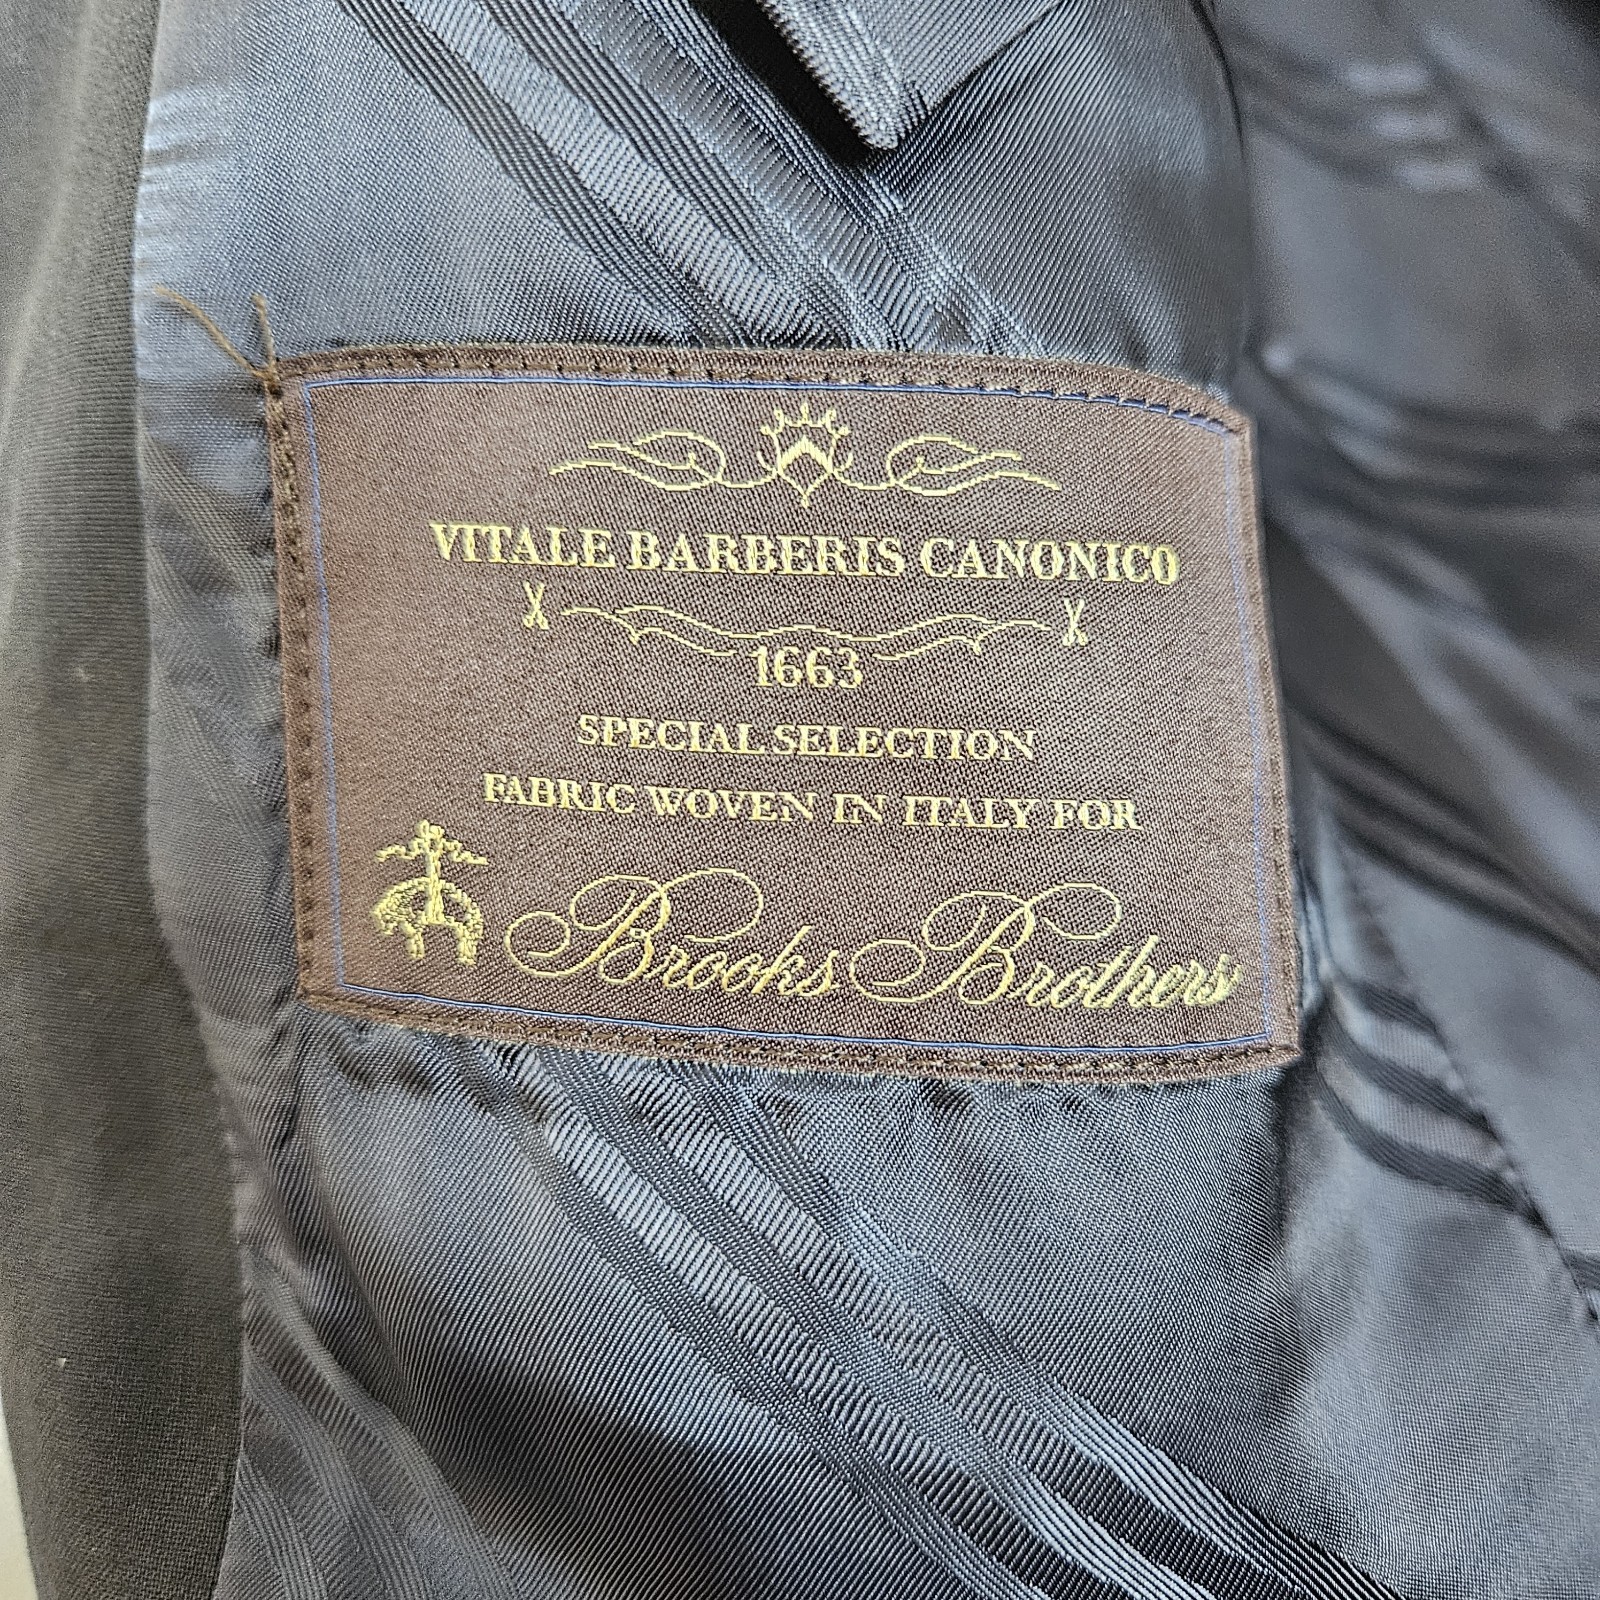 VITALE BARBERIS CANONICO
1663
SPECIAL SELECTION
FABRIC WOVEN IN ITALY FOR
Brooks Brothers